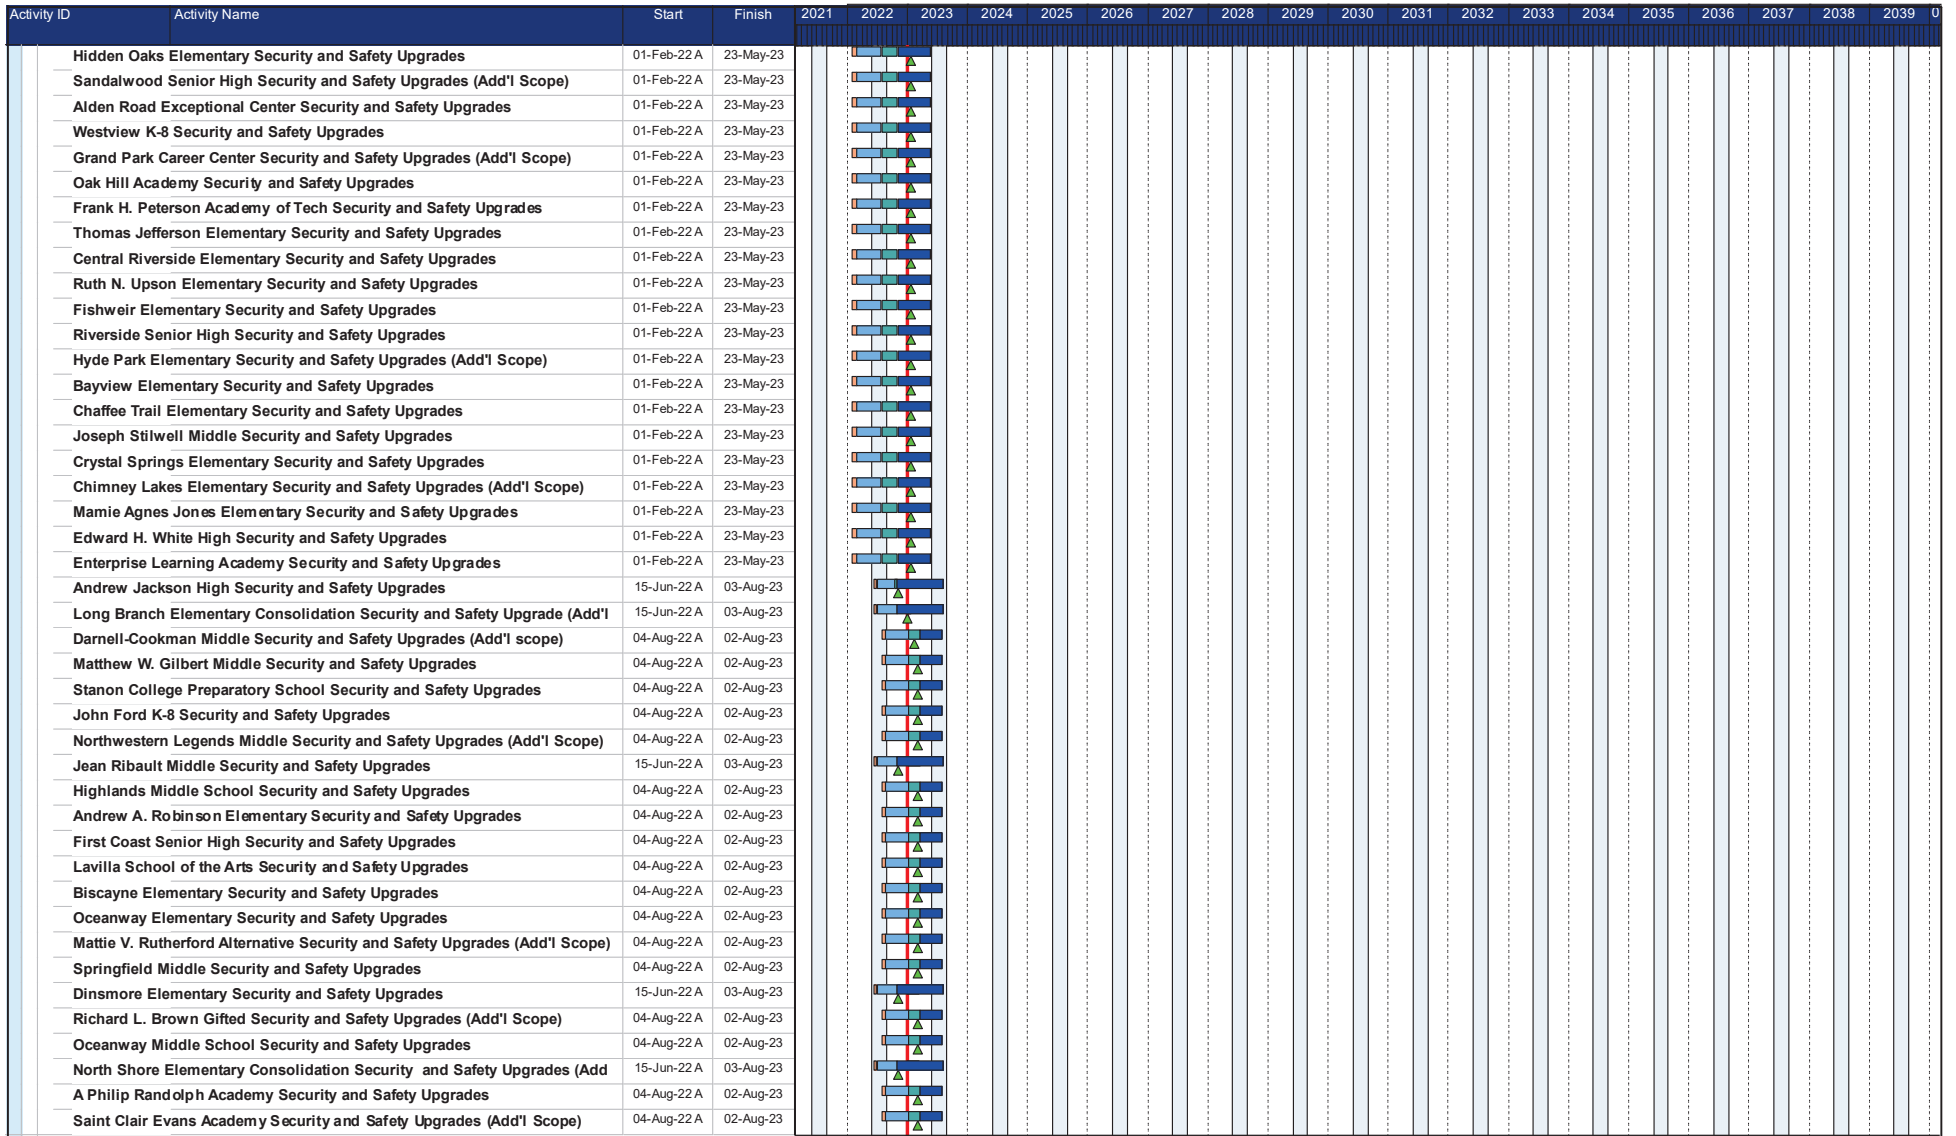 Activity ID Activity Name Start Finish 2021 2022 2023 2024 2025 2026 2027 2028 2029 2030 2031 2032 2033 2034 2035 2036 2037 2038 2039 0
Hidden Oaks Elementary Security and Safety Upgrades 01-Feb-22 A 23-May-23
Sandalwood Senior High Security and Safety Upgrades (Add'l Scope) 01-Feb-22 A 23-May-23
Alden Road Exceptional Center Security and Safety Upgrades 01-Feb-22 A 23-May-23
Westview K-8 Security and Safety Upgrades 01-Feb-22 A 23-May-23
Grand Park Career Center Security and Safety Upgrades (Add'l Scope) 01-Feb-22 A 23-May-23
Oak Hill Academy Security and Safety Upgrades 01-Feb-22 A 23-May-23
Frank H. Peterson Academy of Tech Security and Safety Upgrades 01-Feb-22 A 23-May-23
Thomas Jefferson Elementary Security and Safety Upgrades 01-Feb-22 A 23-May-23
Central Riverside Elementary Security and Safety Upgrades 01-Feb-22 A 23-May-23
Ruth N. Upson Elementary Security and Safety Upgrades 01-Feb-22 A 23-May-23
Fishweir Elementary Security and Safety Upgrades 01-Feb-22 A 23-May-23
Riverside Senior High Security and Safety Upgrades 01-Feb-22 A 23-May-23
Hyde Park Elementary Security and Safety Upgrades (Add'l Scope) 01-Feb-22 A 23-May-23
Bayview Elementary Security and Safety Upgrades 01-Feb-22 A 23-May-23
Chaffee Trail Elementary Security and Safety Upgrades 01-Feb-22 A 23-May-23
Joseph Stilwell Middle Security and Safety Upgrades 01-Feb-22 A 23-May-23
Crystal Springs Elementary Security and Safety Upgrades 01-Feb-22 A 23-May-23
Chimney Lakes Elementary Security and Safety Upgrades (Add'l Scope) 01-Feb-22 A 23-May-23
Mamie Agnes Jones Elementary Security and Safety Upgrades 01-Feb-22 A 23-May-23
Edward H. White High Security and Safety Upgrades 01-Feb-22 A 23-May-23
Enterprise Learning Academy Security and Safety Upgrades 01-Feb-22 A 23-May-23
Andrew Jackson High Security and Safety Upgrades 15-Jun-22 A 03-Aug-23
Long Branch Elementary Consolidation Security and Safety Upgrade (Add'l 15-Jun-22 A 03-Aug-23
Darnell-Cookman Middle Security and Safety Upgrades (Add'l scope) 04-Aug-22 A 02-Aug-23
Matthew W. Gilbert Middle Security and Safety Upgrades 04-Aug-22 A 02-Aug-23
Stanon College Preparatory School Security and Safety Upgrades 04-Aug-22 A 02-Aug-23
John Ford K-8 Security and Safety Upgrades 04-Aug-22 A 02-Aug-23
Northwestern Legends Middle Security and Safety Upgrades (Add'l Scope) 04-Aug-22 A 02-Aug-23
Jean Ribault Middle Security and Safety Upgrades 15-Jun-22 A 03-Aug-23
Highlands Middle School Security and Safety Upgrades 04-Aug-22 A 02-Aug-23
Andrew A. Robinson Elementary Security and Safety Upgrades 04-Aug-22 A 02-Aug-23
First Coast Senior High Security and Safety Upgrades 04-Aug-22 A 02-Aug-23
Lavilla School of the Arts Security and Safety Upgrades 04-Aug-22 A 02-Aug-23
Biscayne Elementary Security and Safety Upgrades 04-Aug-22 A 02-Aug-23
Oceanway Elementary Security and Safety Upgrades 04-Aug-22 A 02-Aug-23
Mattie V. Rutherford Alternative Security and Safety Upgrades (Add'l Scope) 04-Aug-22 A 02-Aug-23
Springfield Middle Security and Safety Upgrades 04-Aug-22 A 02-Aug-23
Dinsmore Elementary Security and Safety Upgrades 15-Jun-22 A 03-Aug-23
Richard L. Brown Gifted Security and Safety Upgrades (Add'l Scope) 04-Aug-22 A 02-Aug-23
Oceanway Middle School Security and Safety Upgrades 04-Aug-22 A 02-Aug-23
North Shore Elementary Consolidation Security and Safety Upgrades (Add 15-Jun-22 A 03-Aug-23
A Philip Randolph Academy Security and Safety Upgrades 04-Aug-22 A 02-Aug-23
Saint Clair Evans Academy Security and Safety Upgrades (Add'l Scope) 04-Aug-22 A 02-Aug-23